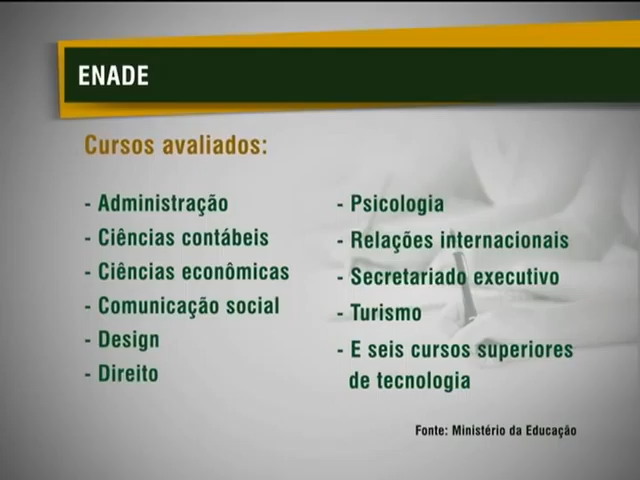 ENADE
Cursos avaliados:
- Administração
- Ciências contábeis
- Ciências econômicas
- Comunicação social
- Design
- Direito
- Psicologia
- Relações internacionais
- Secretariado executivo
- Turismo
- E seis cursos superiores
de tecnologia
Fonte: Ministério da Educação